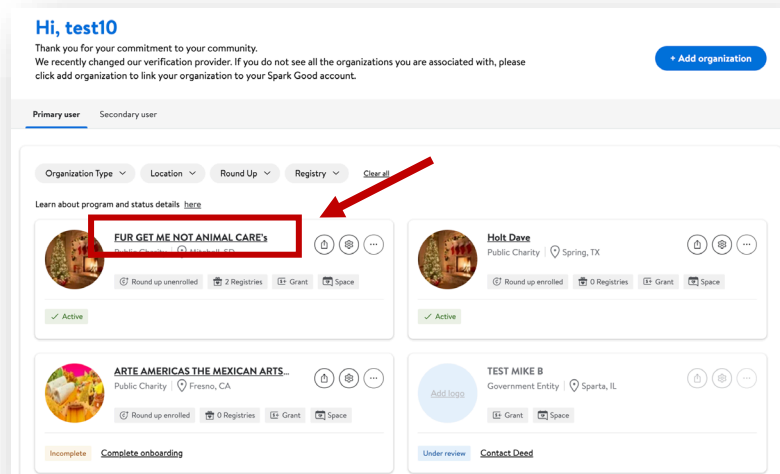 Hi, test10
Thank you for your commitment to your community.
We recently changed our verification provider. If you do not see all the organizations you are associated with, please
click add organization to link your organization to your Spark Good account.
+ Add organization
Primary user Secondary user
Organization Type Location Round Up Registry Clear all
Learn about program and status details here
FUR GET ME NOT ANIMAL CARE's
Public Charity | Mitchell, SD
Round up unenrolled 2 Registries Grant Space
✓ Active
Holt Dave
Public Charity | Spring, TX
Round up enrolled 0 Registries Grant Space
✓ Active
ARTE AMERICAS THE MEXICAN ARTS...
Public Charity | Fresno, CA
Round up enrolled 0 Registries Grant Space
Incomplete Complete onboarding
Add logo
TEST MIKE B
Government Entity | Sparta, IL
Grant Space
Under review Contact Deed